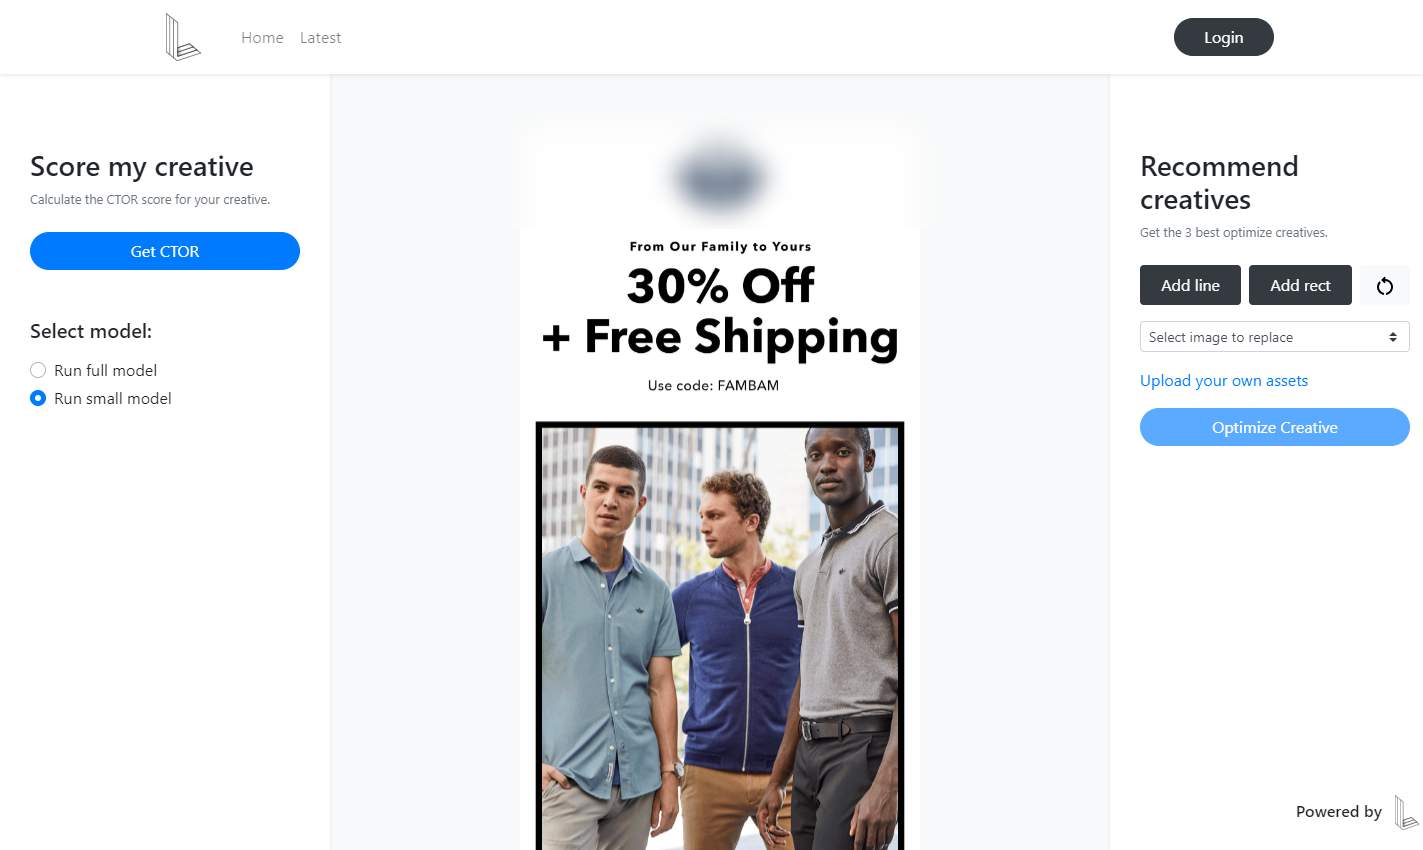 Home
Latest
Login
Score my creative
Calculate the CTOR score for your creative.
Get CTOR
Select model:
Run full model
Run small model
From Our Family to Yours
30% Off
+ Free Shipping
Use code: FAMBAM
Recommend
creatives
Get the 3 best optimize creatives.
Add line
Add rect
Select image to replace
Upload your own assets
Optimize Creative
Powered by